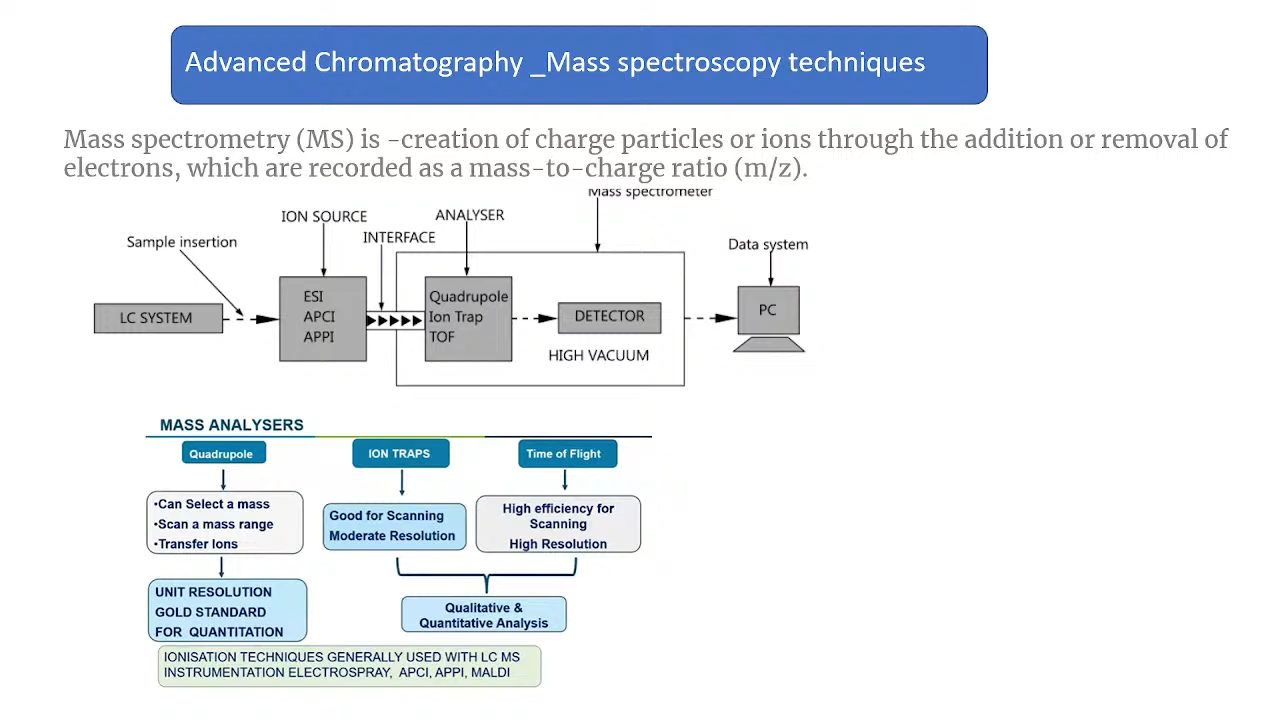 Advanced Chromatography _Mass spectroscopy techniques
Mass spectrometry (MS) is -creation of charge particles or ions through the addition or removal of
electrons, which are recorded as a mass-to-charge ratio (m/z).
Mass spectrometer
ION SOURCE
ANALYSER
INTERFACE
Sample insertion
Data system
LC SYSTEM
ESI
APCI
APPI
Quadrupole
Ion Trap
TOF
DETECTOR
HIGH VACUUM
PC
MASS ANALYSERS
Quadrupole
ION TRAPS
Time of Flight
•Can Select a mass
•Scan a mass range
•Transfer Ions
Good for Scanning
Moderate Resolution
High efficiency for
Scanning
High Resolution
UNIT RESOLUTION
GOLD STANDARD
FOR QUANTITATION
Qualitative &
Quantitative Analysis
IONISATION TECHNIQUES GENERALLY USED WITH LC MS
INSTRUMENTATION ELECTROSPRAY, APCI, APPI, MALDI